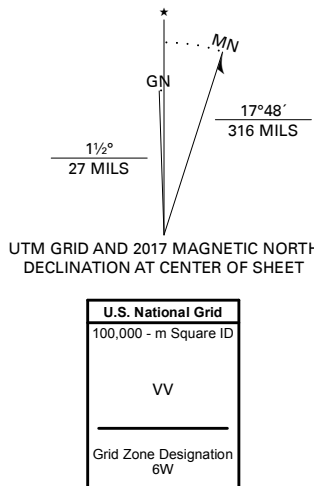 MN
GN
17°48´
316 MILS
1½°
27 MILS
UTM GRID AND 2017 MAGNETIC NORTH
DECLINATION AT CENTER OF SHEET
U.S. National Grid
100,000 - m Square ID
VV
Grid Zone Designation
6W